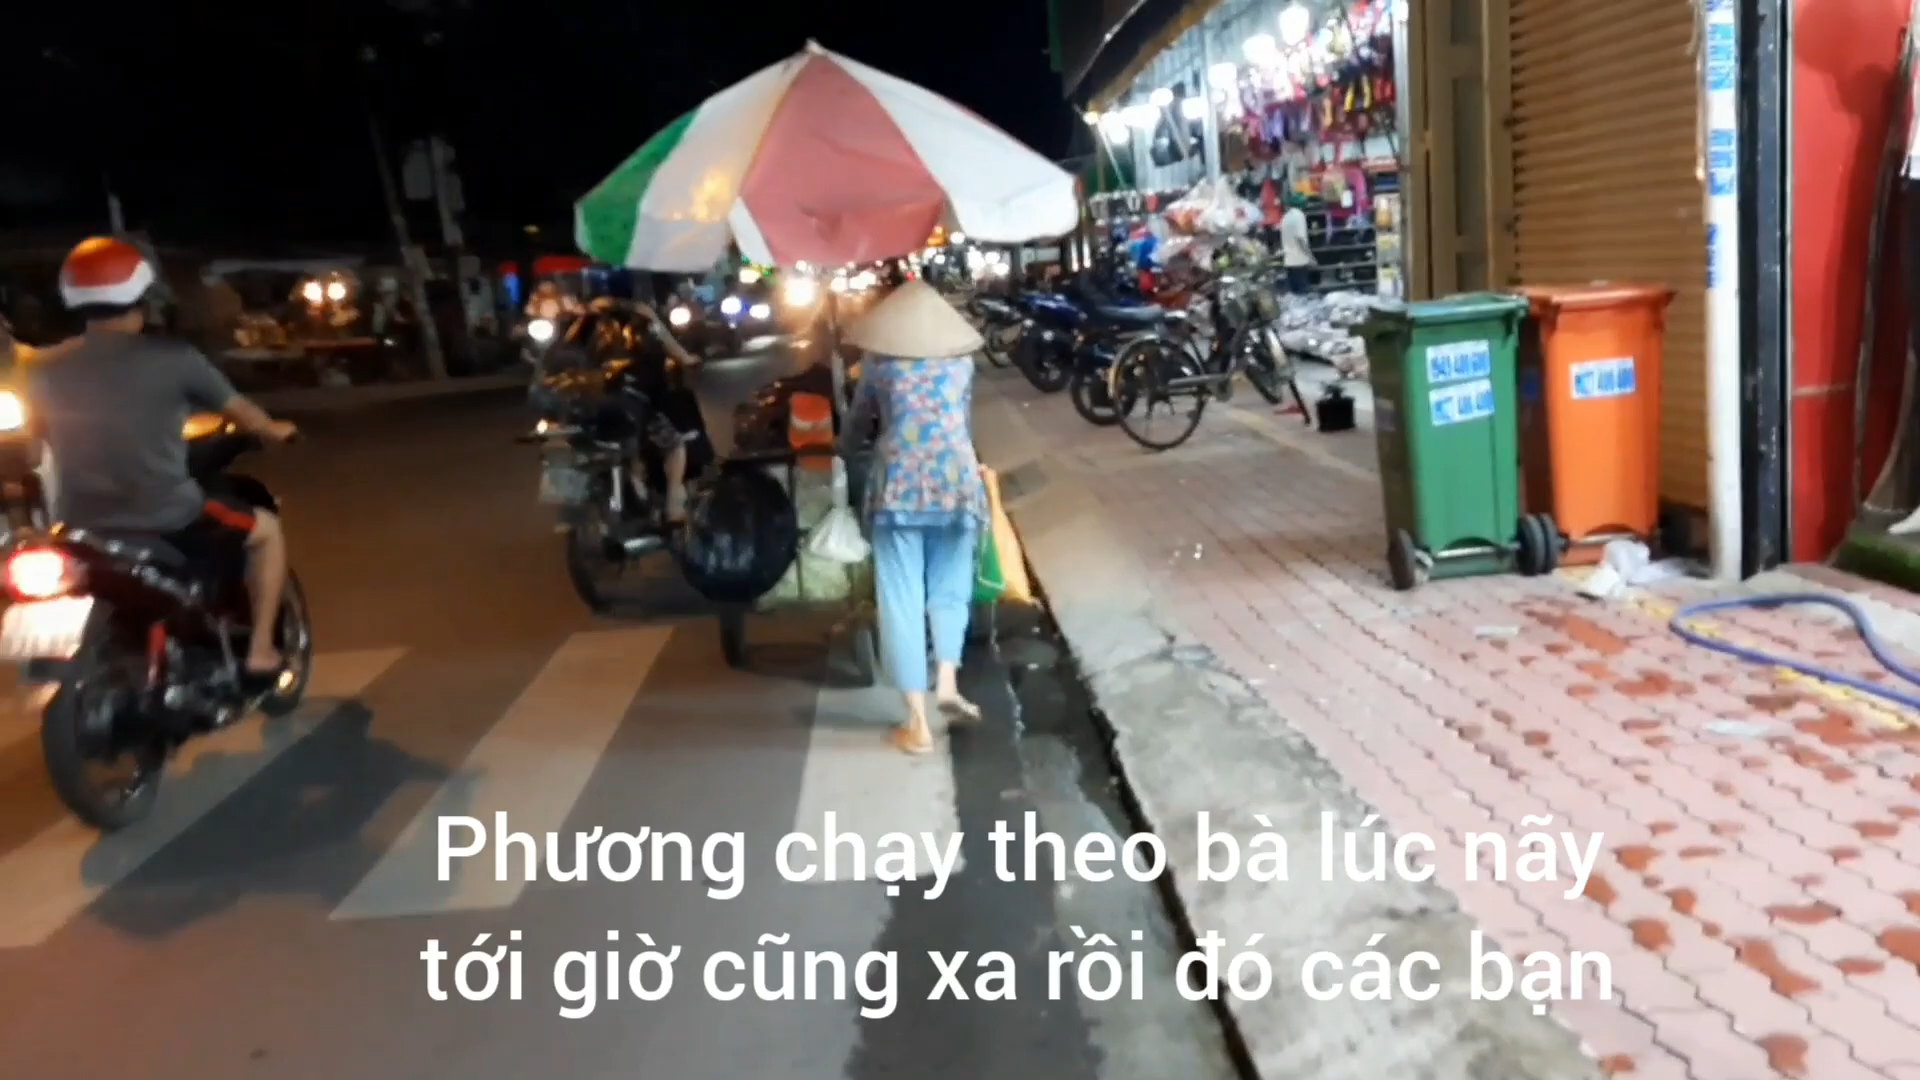 Phương chạy theo bà lúc nãy
tới giờ cũng xa rồi đó các bạn